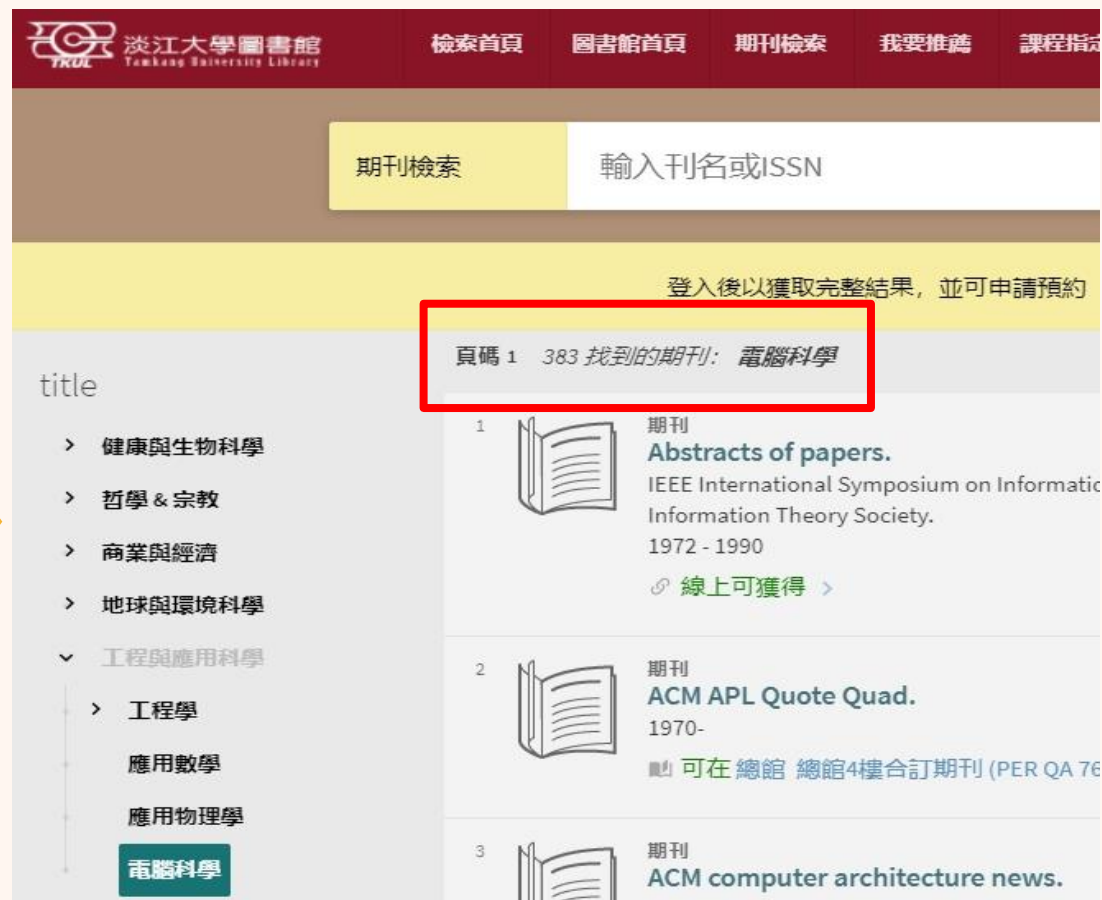 淡江大學圖書館
TKUL Tamkang University Library
檢索首頁 圖書館首頁 期刊檢索 我要推薦 課程指定
期刊檢索 輸入刊名或ISSN
登入後以獲取完整結果，並可申請預約
頁碼 1 383 找到的期刊: 電腦科學
title
健康與生物科學
哲學 & 宗教
商業與經濟
地球與環境科學
工程與應用科學
工程學
應用數學
應用物理學
電腦科學
1
期刊
Abstracts of papers.
IEEE International Symposium on Informatic
Information Theory Society.
1972 - 1990
線上可獲得 >
2
期刊
ACM APL Quote Quad.
1970-
可在 總館 總館4樓合訂期刊 (PER QA 76
3
期刊
ACM computer architecture news.